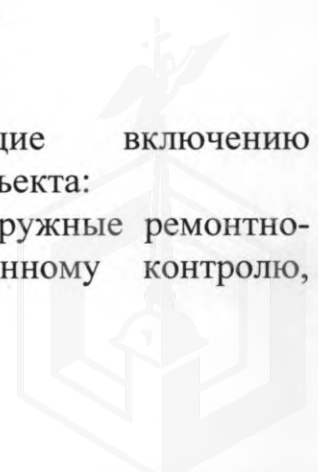 щие включению
ъекта:
ружные ремонтно-
нному контролю,